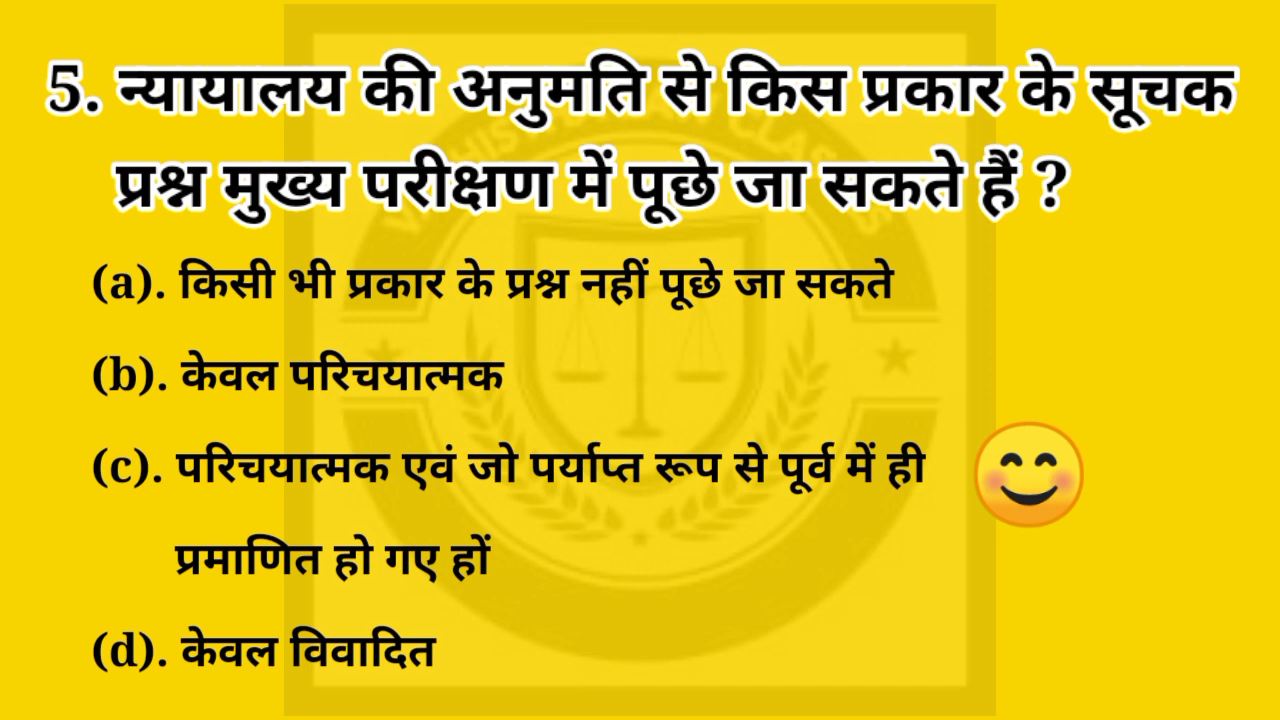 5. न्यायालय की अनुमति से किस प्रकार के सूचक
प्रश्न मुख्य परीक्षण में पूछे जा सकते हैं ?
(a). किसी भी प्रकार के प्रश्न नहीं पूछे जा सकते
(b). केवल परिचयात्मक
(c). परिचयात्मक एवं जो पर्याप्त रूप से पूर्व में ही
प्रमाणित हो गए हों
(d). केवल विवादित